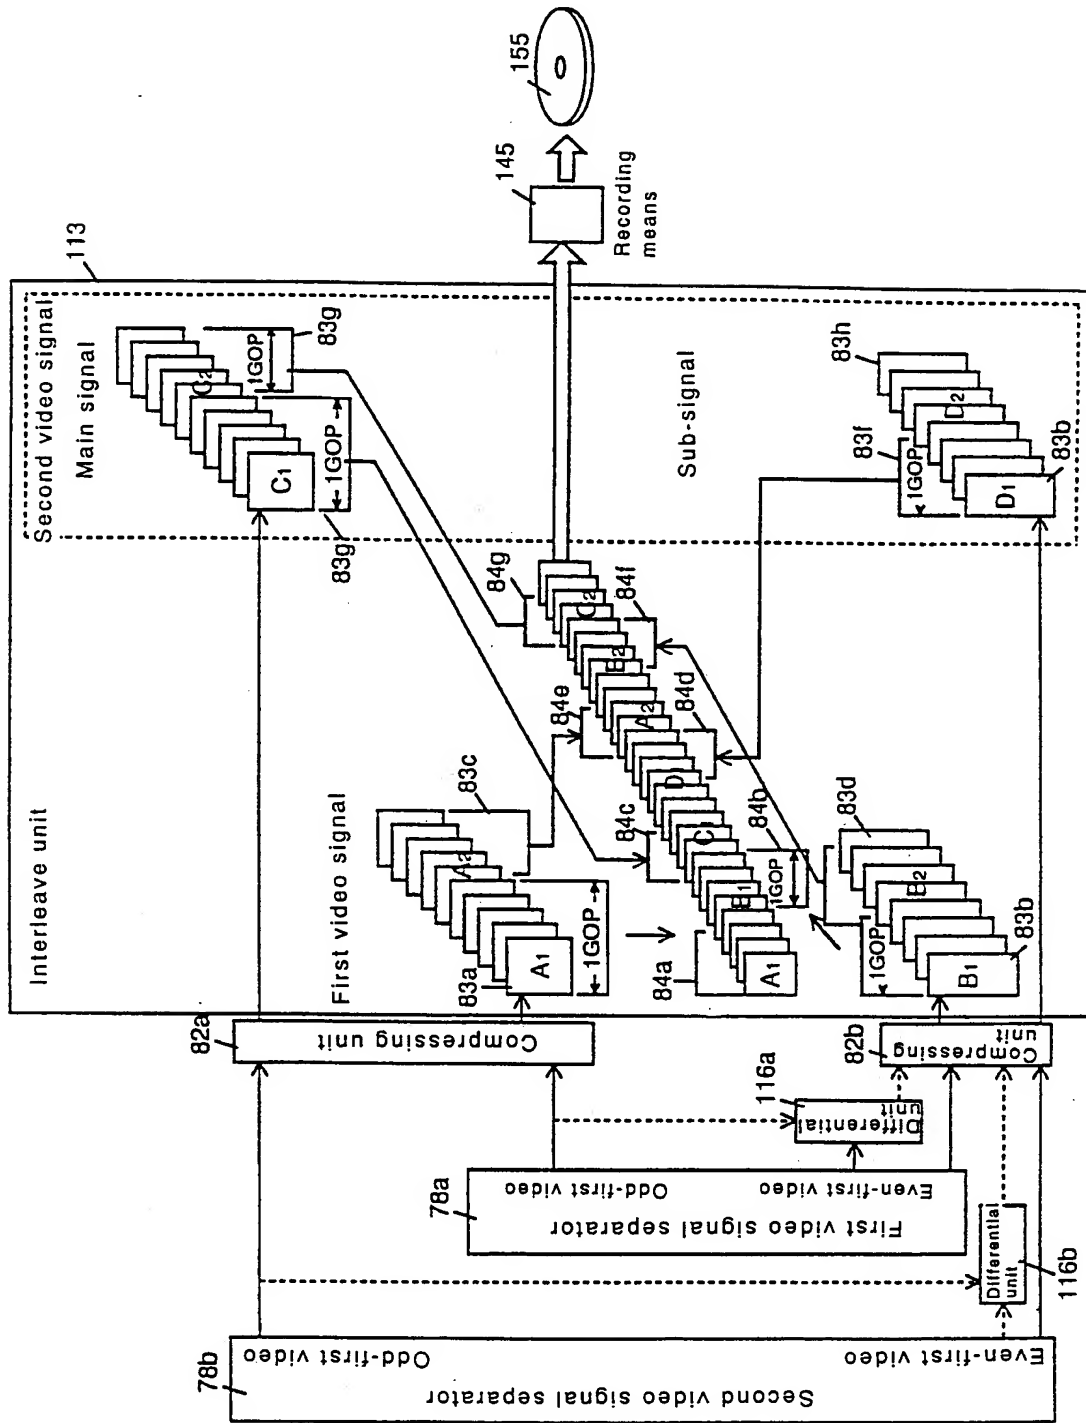 113
Interleave unit
Second video signal
Main signal
C1
C2
1GOP
1GOP
83g
83g
First video signal
83a
A1
A2
1GOP
83c
84a
A1
B1
1GOP
84b
84c
C
D
84d
84e
A2
B2
84f
84g
C2
1GOP
B1
B2
83b
83d
Sub-signal
1GOP
D1
D2
83b
83f
83h
145
Recording
means
155
82a
Compressing unit
82b
Compressing
unit
116a
Differential
unit
78a
First video signal separator
Odd-first video
Even-first video
116b
Differential
unit
78b
Second video signal separator
Odd-first video
Even-first video